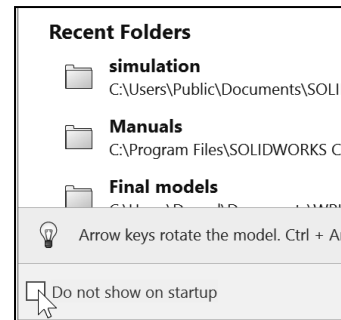 Recent Folders
simulation
C:\Users\Public\Documents\SOLI
Manuals
C:\Program Files\SOLIDWORKS C
Final models
Arrow keys rotate the model. Ctrl + A
Do not show on startup